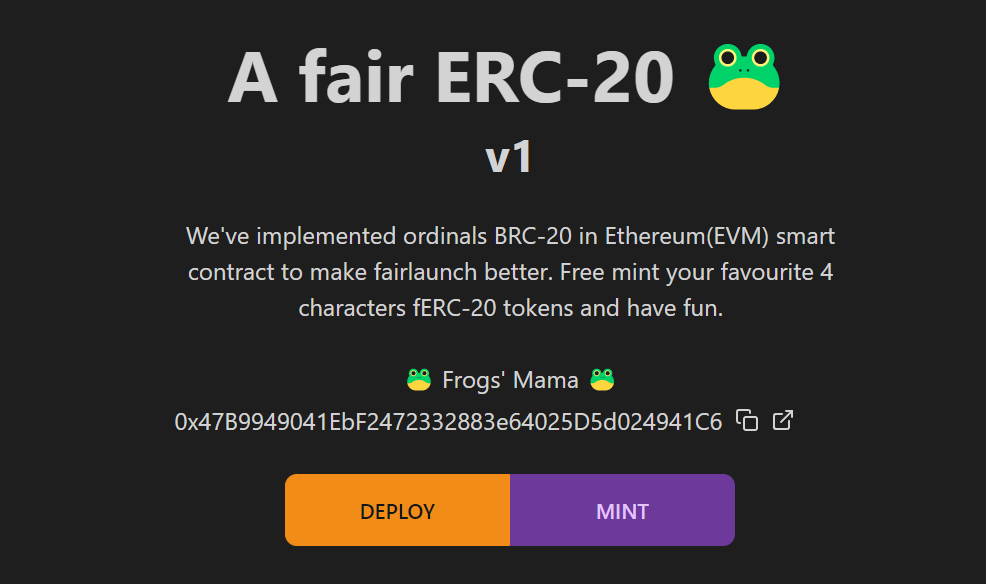 A fair ERC-20 🐸
v1
We've implemented ordinals BRC-20 in Ethereum(EVM) smart
contract to make fairlaunch better. Free mint your favourite 4
characters fERC-20 tokens and have fun.
🐸 Frogs' Mama 🐸
0x47B9949041EbF2472332883e64025D5d024941C6
DEPLOY
MINT